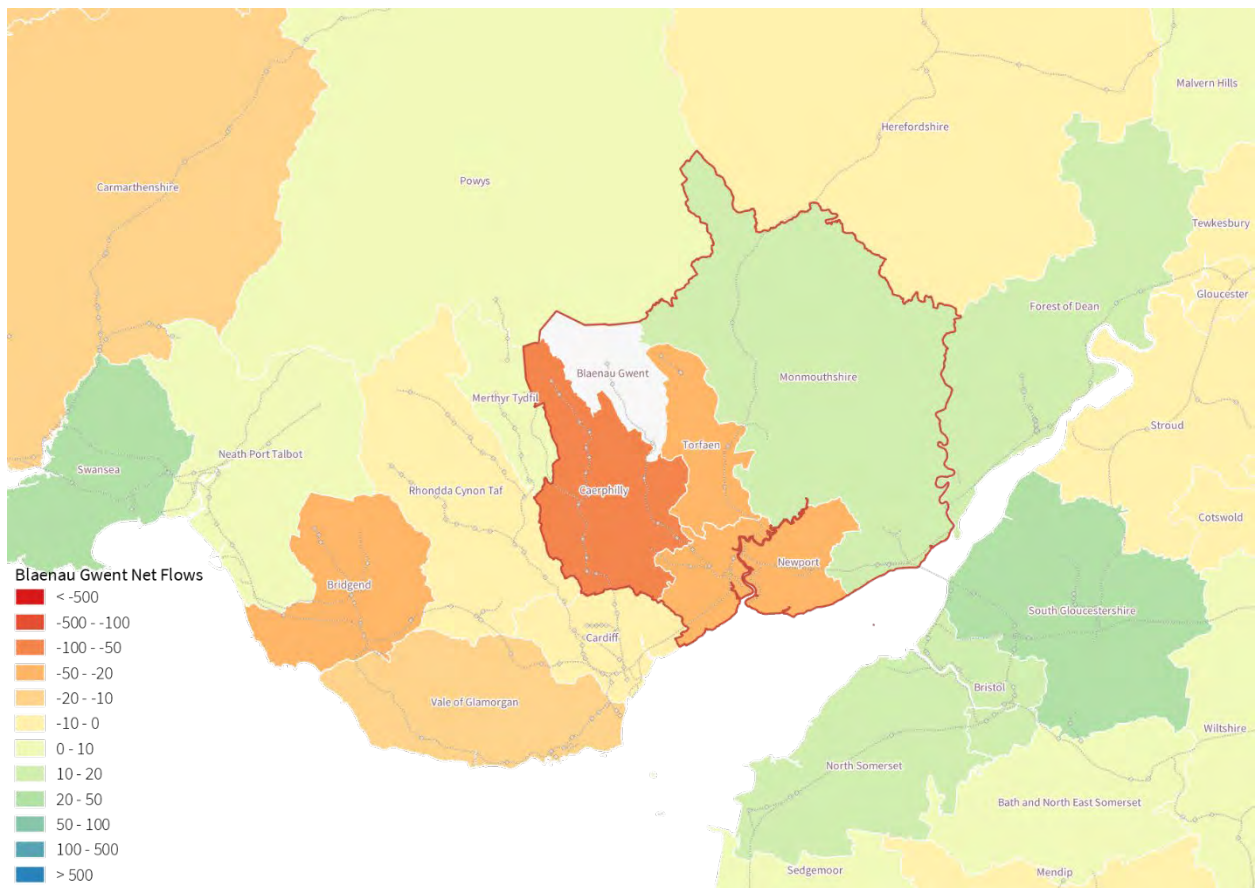 Malvern Hills
Herefordshire
Carmarthenshire
Powys
Tewkesbury
Gloucester
Forest of Dean
Blaenau Gwent
Monmouthshire
Merthyr Tydfil
Stroud
Torfaen
Neath Port Talbot
Swansea
Rhondda Cynon Taf
Caerphilly
Cotswold
Newport
Blaenau Gwent Net Flows
Bridgend
< -500
-500 - -100
South Gloucestershire
-100 - -50
Cardiff
-50 - -20
Bristol
-20 - -10
Vale of Glamorgan
-10 - 0
Wiltshire
0 - 10
North Somerset
10 - 20
20 - 50
Bath and North East Somerset
50 - 100
100 - 500
Sedgemoor
Mendip
> 500